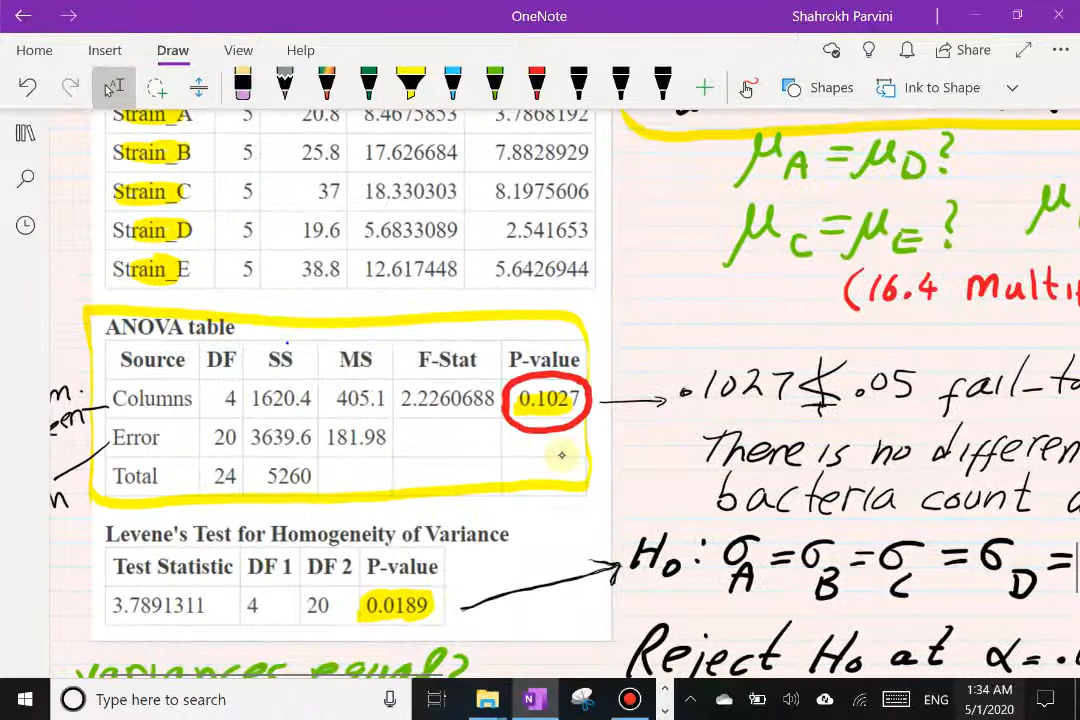 OneNote
Shahrokh Parvini
Home Insert Draw View Help
Share
Shapes
Ink to Shape
Strain_A 5 20.8 8.4675853 3.7868192
Strain_B 5 25.8 17.626684 7.8828929
Strain_C 5 37 18.330303 8.1975606
Strain_D 5 19.6 5.6833089 2.541653
Strain_E 5 38.8 12.617448 5.6426944
ANOVA table
Source DF SS MS F-Stat P-value
Columns 4 1620.4 405.1 2.2260688 0.1027
Error 20 3639.6 181.98
Total 24 5260
Levene's Test for Homogeneity of Variance
Test Statistic DF 1 DF 2 P-value
3.7891311 4 20 0.0189
variances equal?
μA = μD?
μC = μE? μ
(16.4 multi
.1027 ≮ .05 fail-to
There is no differen
bacteria count
H₀: σA = σB = σC = σD =
Reject H₀ at α = .
Type here to search
ENG
1:34 AM
5/1/2020